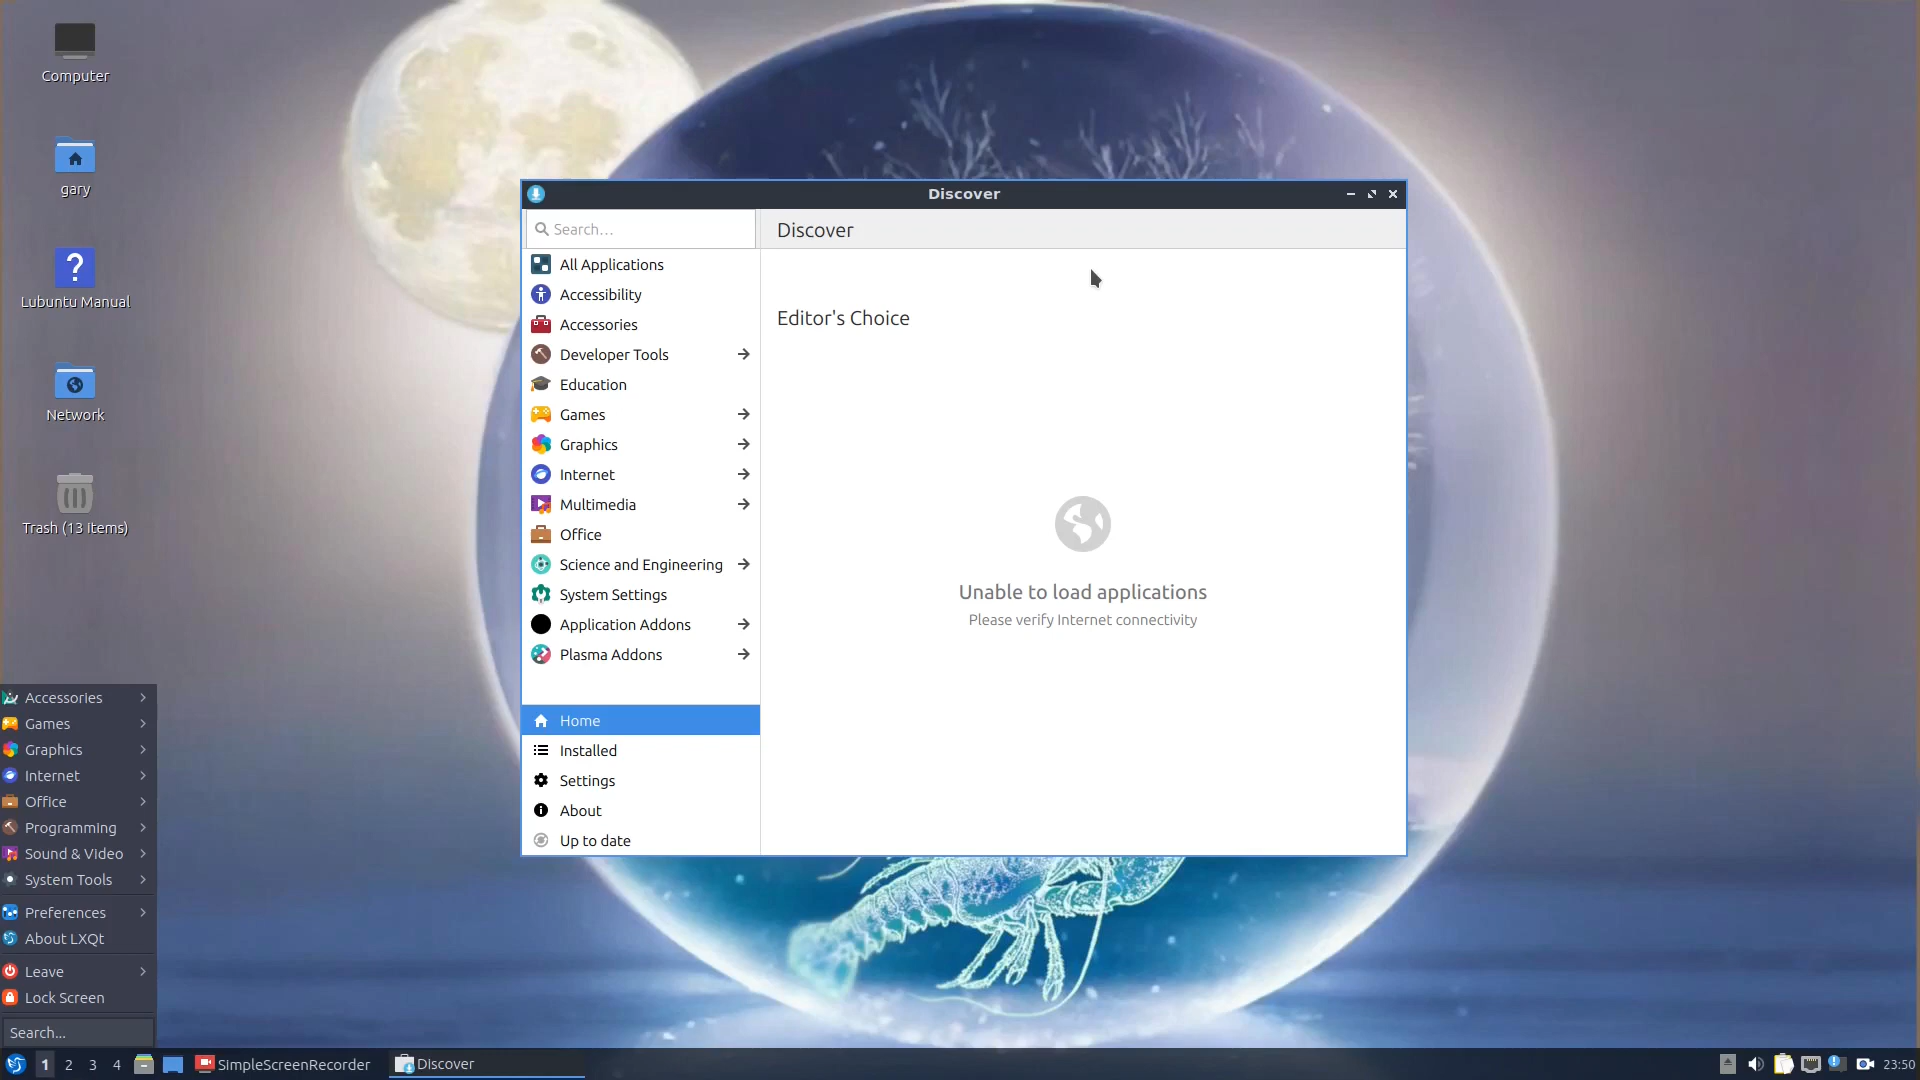 Computer
gary
?
Lubuntu Manual
Network
Trash (13 items)
Discover
Search...
Discover
All Applications
Accessibility
Accessories
Developer Tools
Education
Games
Graphics
Internet
Multimedia
Office
Science and Engineering
System Settings
Application Addons
Plasma Addons
Home
Installed
Settings
About
Up to date
Editor's Choice
Unable to load applications
Please verify Internet connectivity
Accessories
Games
Graphics
Internet
Office
Programming
Sound & Video
System Tools
Preferences
About LXQt
Leave
Lock Screen
Search...
1 2 3 4 SimpleScreenRecorder Discover 23:50